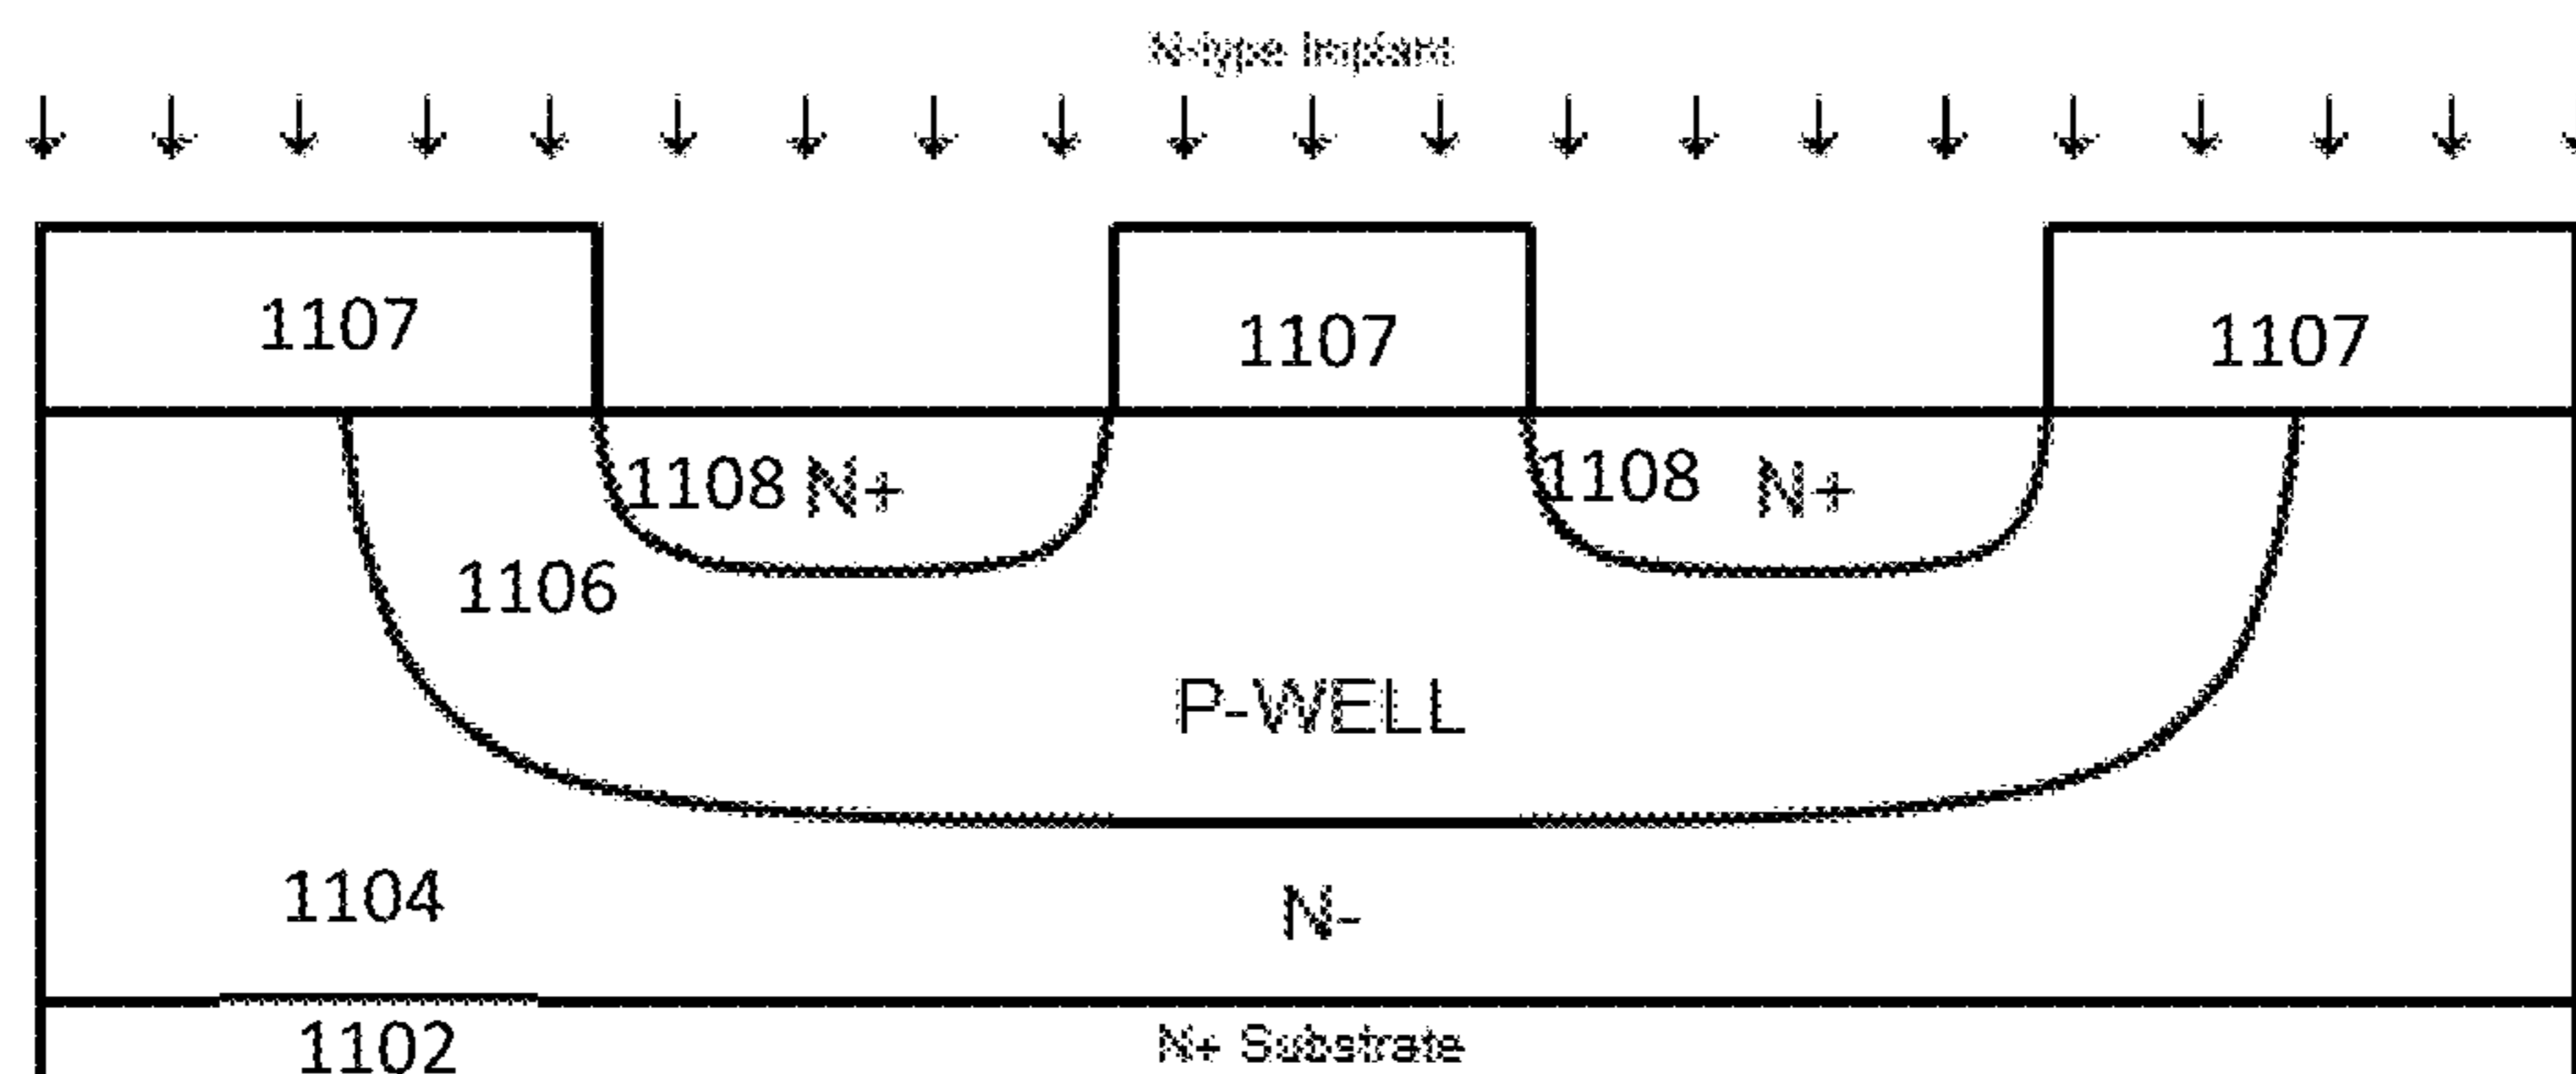 N-type Implant
1107
1107
1107
1108 N+
1108 N+
1106
P-WELL
1104
N-
1102
N+ Substrate